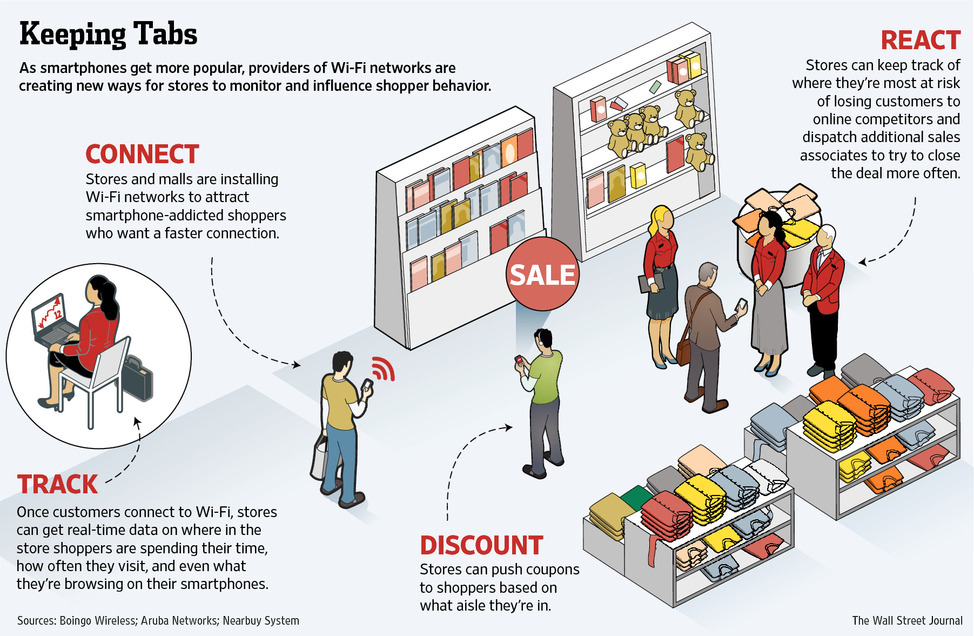 Keeping Tabs
As smartphones get more popular, providers of Wi-Fi networks are
creating new ways for stores to monitor and influence shopper behavior.
CONNECT
Stores and malls are installing
Wi-Fi networks to attract
smartphone-addicted shoppers
who want a faster connection.
REACT
Stores can keep track of
where they're most at risk
of losing customers to
online competitors and
dispatch additional sales
associates to try to close
the deal more often.
SALE
12
TRACK
Once customers connect to Wi-Fi, stores
can get real-time data on where in the
store shoppers are spending their time,
how often they visit, and even what
they're browsing on their smartphones.
DISCOUNT
Stores can push coupons
to shoppers based on
what aisle they're in.
Sources: Boingo Wireless; Aruba Networks; Nearbuy System
The Wall Street Journal